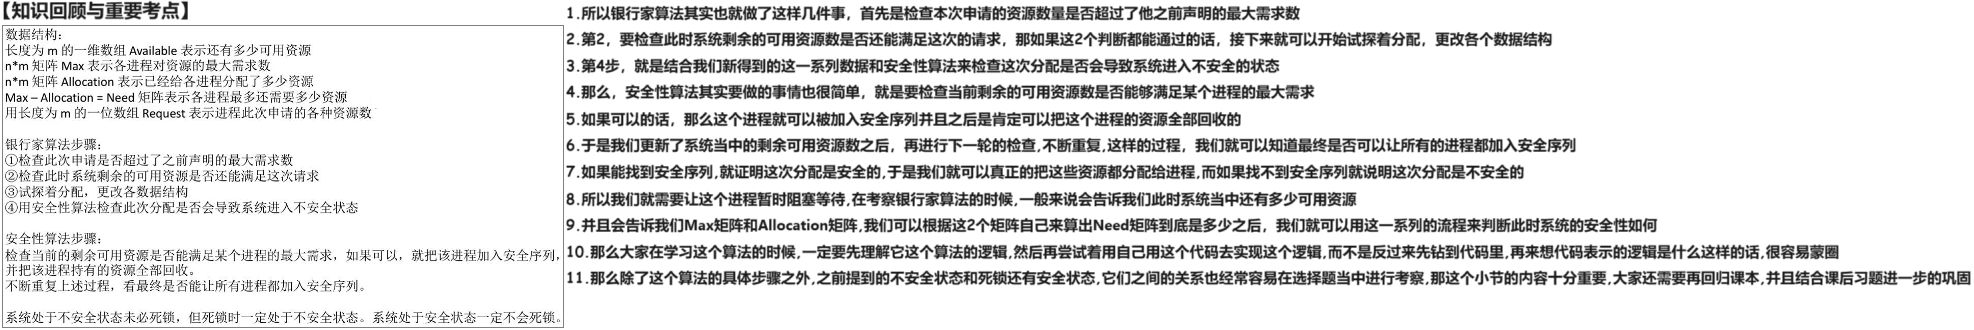 【知识回顾与重要考点】
数据结构：
长度为 m 的一维数组 Available 表示还有多少可用资源
n*m 矩阵 Max 表示各进程对资源的最大需求数
n*m 矩阵 Allocation 表示已经给各进程分配了多少资源
Max – Allocation = Need 矩阵表示各进程最多还需要多少资源
用长度为 m 的一位数组 Request 表示进程此次申请的各种资源数
银行家算法步骤：
①检查此次申请是否超过了之前声明的最大需求数
②检查此时系统剩余的可用资源是否还能满足这次请求
③试探着分配，更改各数据结构
④用安全性算法检查此次分配是否会导致系统进入不安全状态
安全性算法步骤：
检查当前的剩余可用资源是否能满足某个进程的最大需求，如果可以，就把该进程加入安全序列，
并把该进程持有的资源全部回收。
不断重复上述过程，看最终是否能让所有进程都加入安全序列。
系统处于不安全状态未必死锁，但死锁时一定处于不安全状态。系统处于安全状态一定不会死锁。
1.所以银行家算法其实也就做了这样几件事，首先是检查本次申请的资源数量是否超过了他之前声明的最大需求数
2.第2，要检查此时系统剩余的可用资源数是否还能满足这次的请求，那如果这2个判断都能通过的话，接下来就可以开始试探着分配，更改各个数据结构
3.第4步，就是结合我们新得到的这一系列数据和安全性算法来检查这次分配是否会导致系统进入不安全的状态
4.那么，安全性算法其实要做的事情也很简单，就是要检查当前剩余的可用资源数是否能够满足某个进程的最大需求
5.如果可以的话，那么这个进程就可以被加入安全序列并且之后是肯定可以把这个进程的资源全部回收的
6.于是我们更新了系统当中的剩余可用资源数之后，再进行下一轮的检查,不断重复,这样的过程，我们就可以知道最终是否可以让所有的进程都加入安全序列
7.如果能找到安全序列,就证明这次分配是安全的,于是我们就可以真正的把这些资源都分配给进程,而如果找不到安全序列就说明这次分配是不安全的
8.所以我们就需要让这个进程暂时阻塞等待,在考察银行家算法的时候,一般来说会告诉我们此时系统当中还有多少可用资源
9.并且会告诉我们Max矩阵和Allocation矩阵,我们可以根据这2个矩阵自己来算出Need矩阵到底是多少之后，我们就可以用这一系列的流程来判断此时系统的安全性如何
10.那么大家在学习这个算法的时候,一定要先理解它这个算法的逻辑,然后再尝试着用自己用这个代码去实现这个逻辑,而不是反过来先钻到代码里,再来想代码表示的逻辑是什么这样的话,很容易蒙圈
11.那么除了这个算法的具体步骤之外,之前提到的不安全状态和死锁还有安全状态,它们之间的关系也经常容易在选择题当中进行考察,那这个小节的内容十分重要,大家还需要再回归课本,并且结合课后习题进一步的巩固